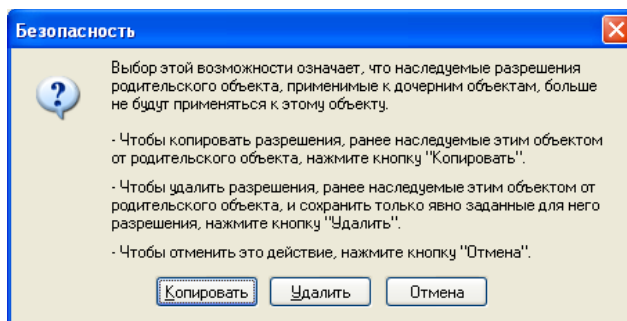 Безопасность
Выбор этой возможности означает, что наследуемые разрешения
родительского объекта, применимые к дочерним объектам, больше
не будут применяться к этому объекту.
- Чтобы копировать разрешения, ранее наследуемые этим объектом
от родительского объекта, нажмите кнопку "Копировать".
- Чтобы удалить разрешения, ранее наследуемые этим объектом от
родительского объекта, и сохранить только явно заданные для него
разрешения, нажмите кнопку "Удалить".
- Чтобы отменить это действие, нажмите кнопку "Отмена".
Копировать Удалить Отмена